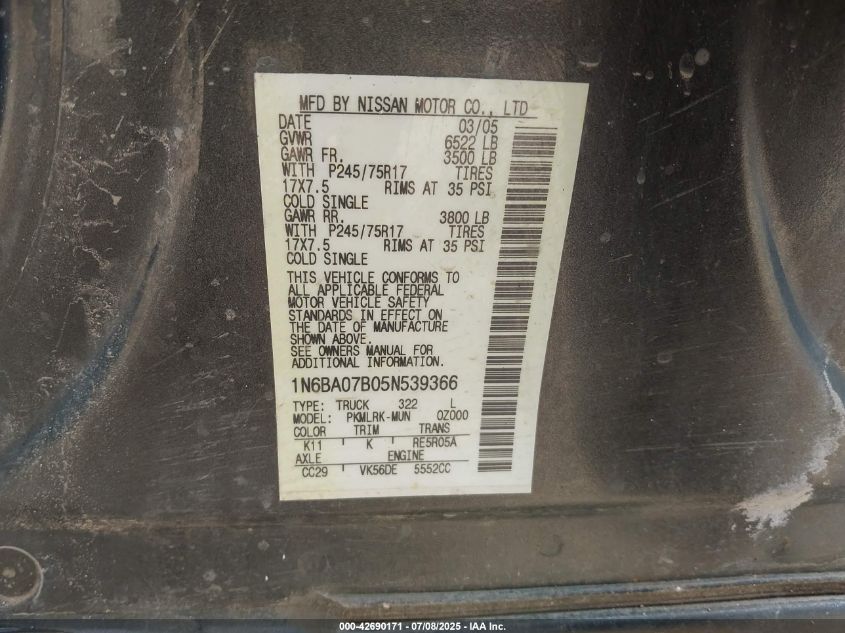 MFD BY NISSAN MOTOR CO., LTD
DATE 03/05
GVWR 6522 LB
GAWR FR. 3500 LB
WITH P245/75R17 TIRES
17X7.5 RIMS AT 35 PSI
COLD SINGLE
GAWR RR. 3800 LB
WITH P245/75R17 TIRES
17X7.5 RIMS AT 35 PSI
COLD SINGLE
THIS VEHICLE CONFORMS TO
ALL APPLICABLE FEDERAL
MOTOR VEHICLE SAFETY
STANDARDS IN EFFECT ON
THE DATE OF MANUFACTURE
SHOWN ABOVE.
SEE OWNERS MANUAL FOR
ADDITIONAL INFORMATION.
1N6BA07B05N539366
TYPE: TRUCK 322 L
MODEL: PKMLRK-MUN 0Z000
COLOR TRIM TRANS
K11 K RE5R05A
AXLE ENGINE
CC29 VK56DE 5552CC
000-42690171 - 07/08/2025 - IAA Inc.